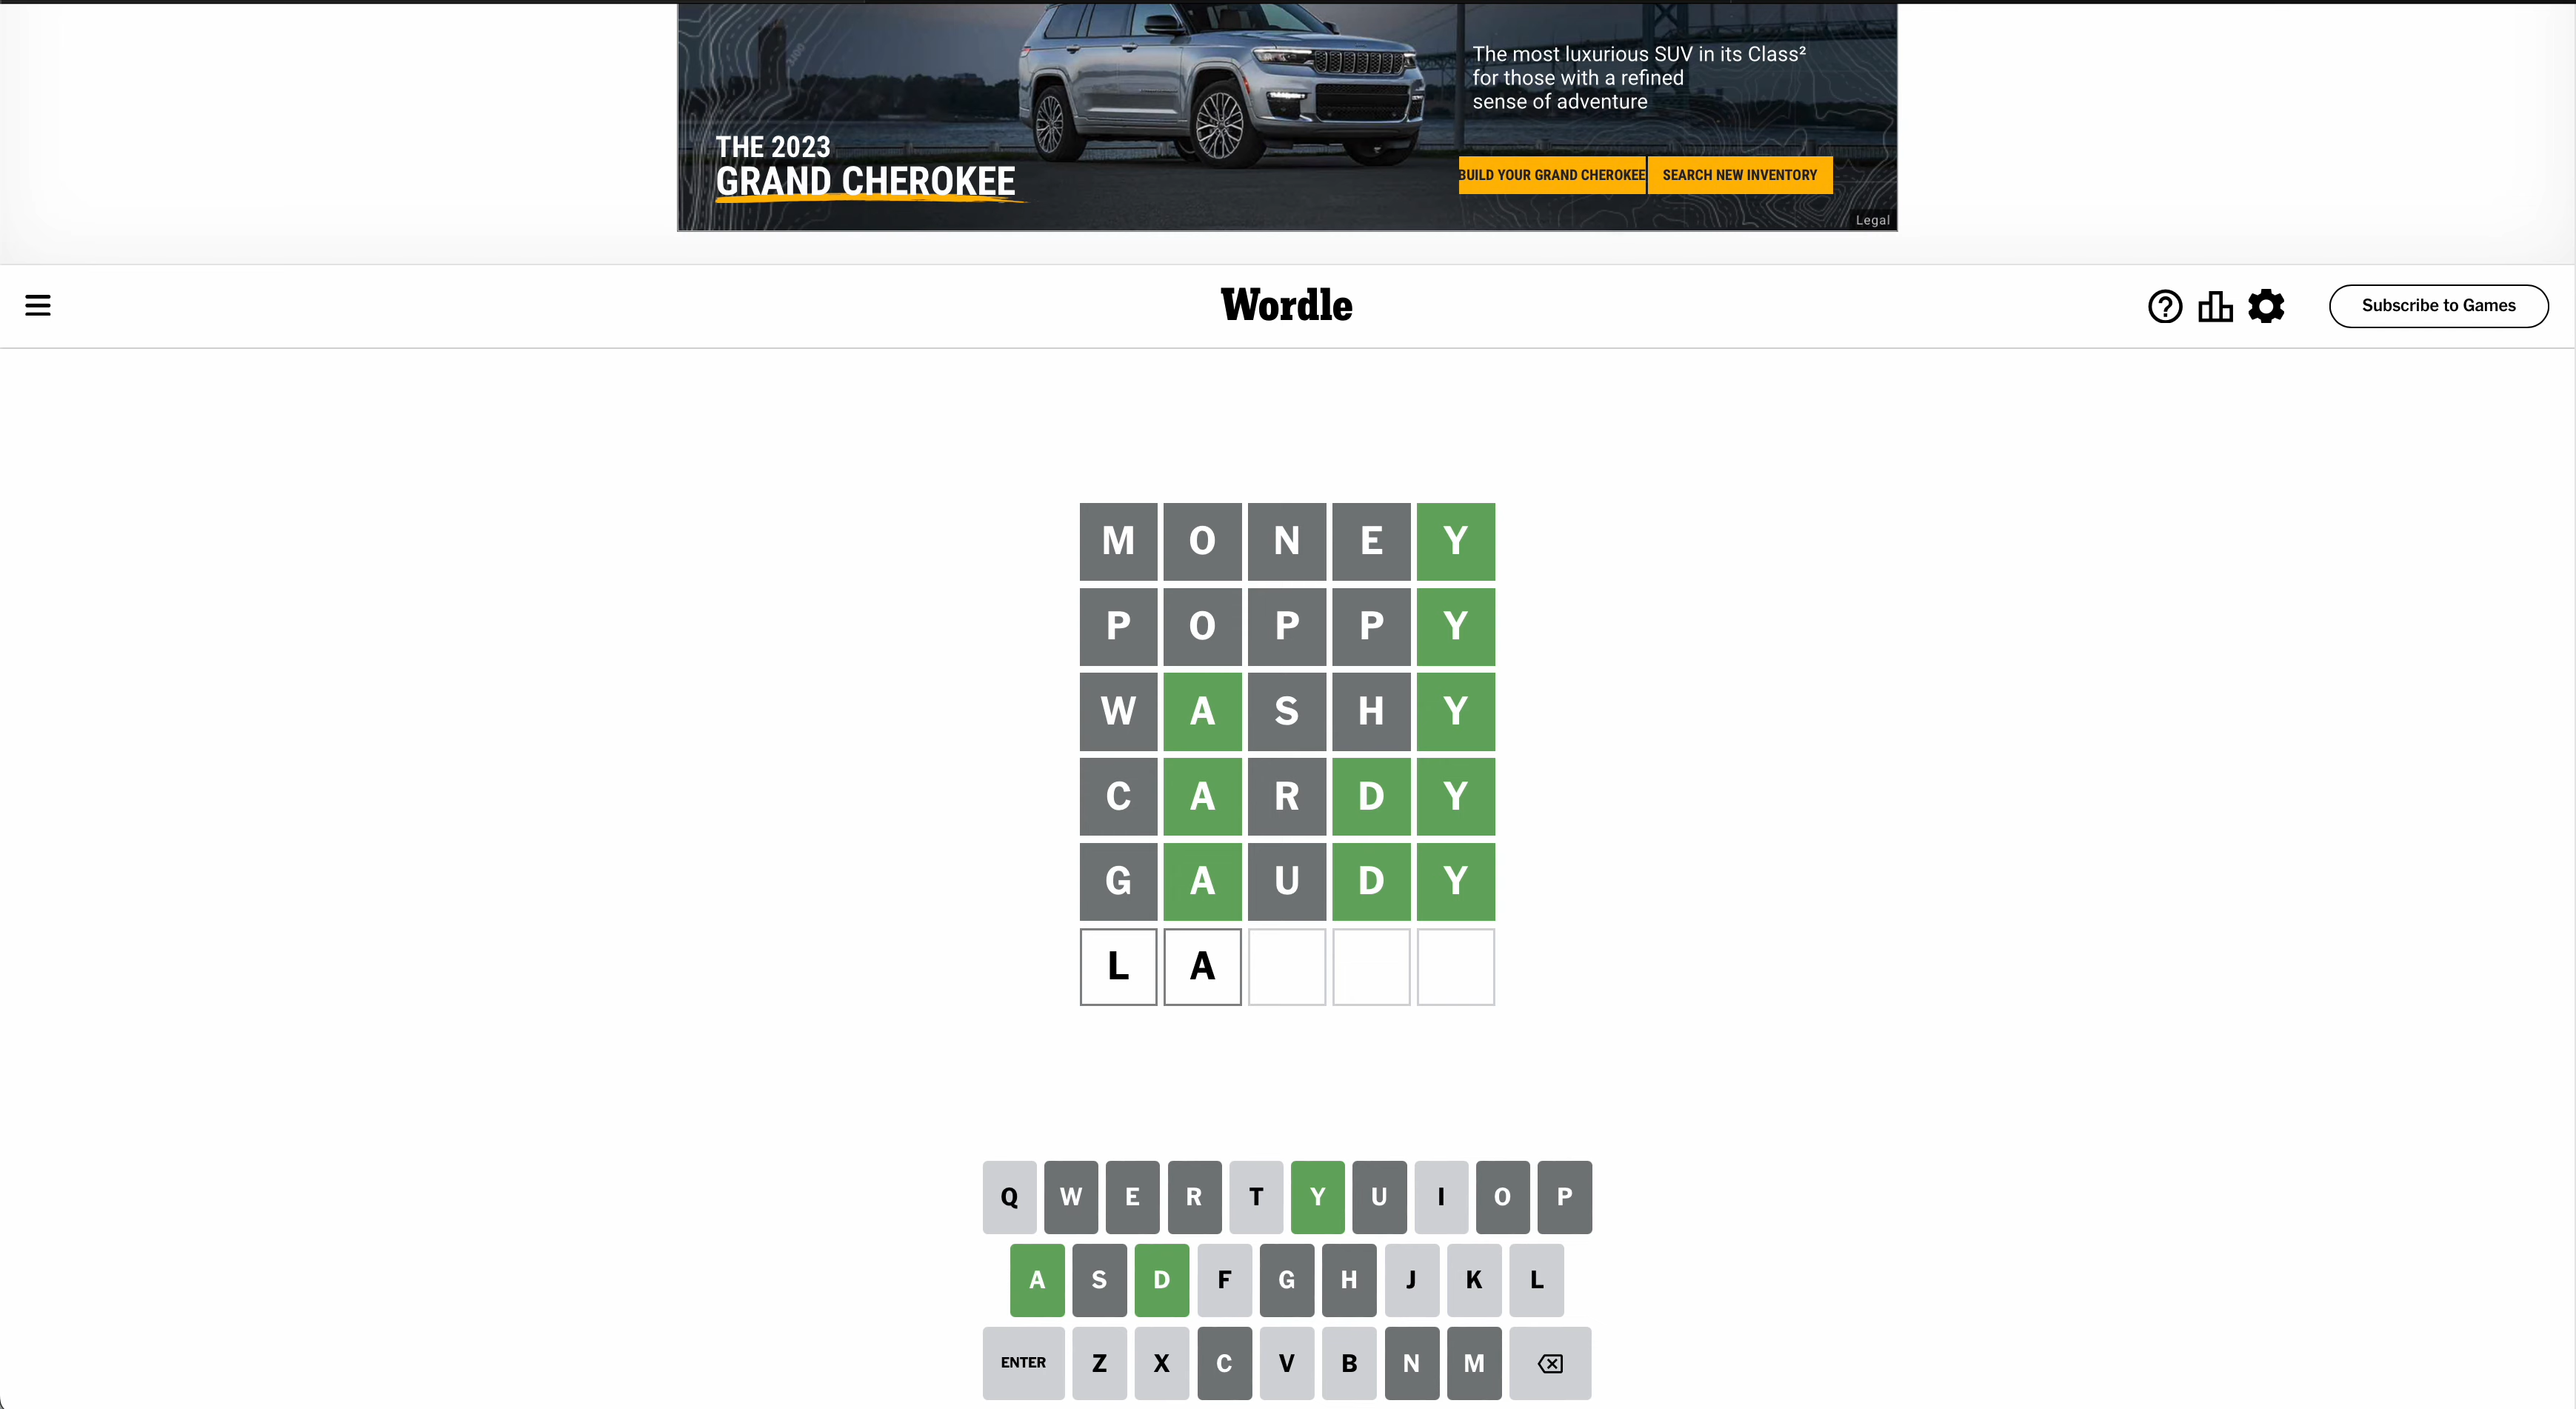 The most luxurious SUV in its Class²
for those with a refined
sense of adventure
THE 2023
GRAND CHEROKEE
BUILD YOUR GRAND CHEROKEE
SEARCH NEW INVENTORY
Legal
Wordle
Subscribe to Games
M O N E Y
P O P P Y
W A S H Y
C A R D Y
G A U D Y
L A
Q W E R T Y U I O P
A S D F G H J K L
ENTER Z X C V B N M